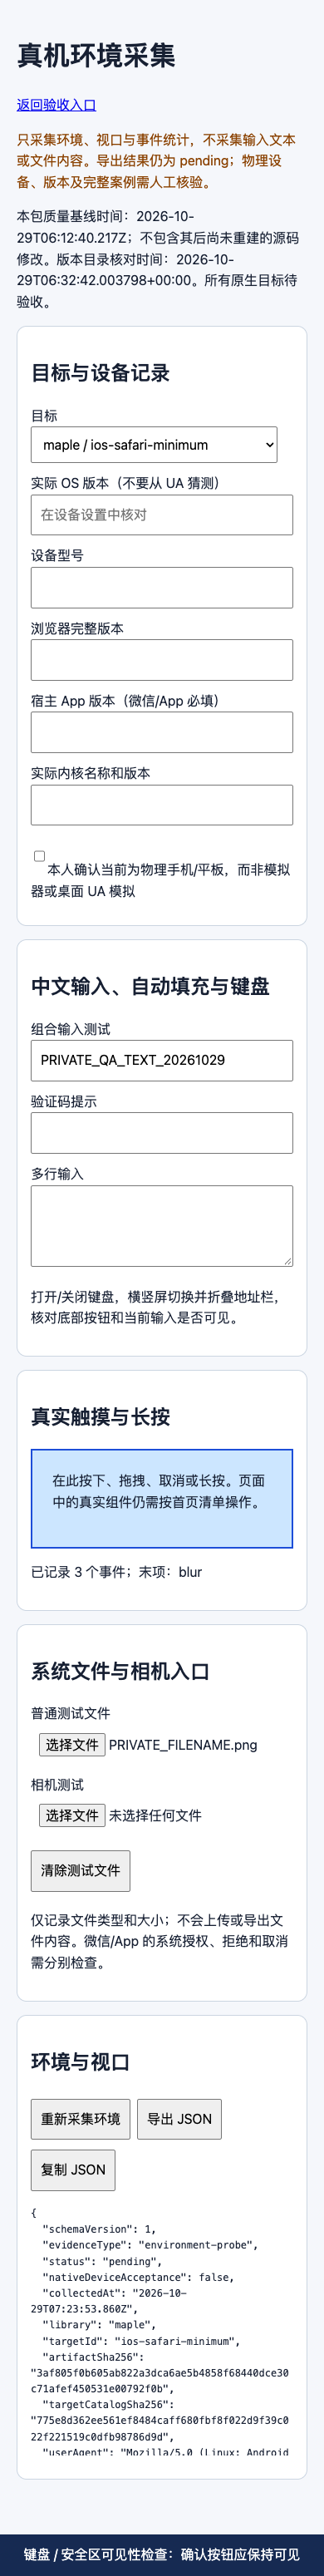 真机环境采集
返回验收入口
只采集环境、视口与事件统计，不采集输入文本
或文件内容。导出结果仍为 pending；物理设
备、版本及完整案例需人工核验。
本包质量基线时间：2026-10-
29T06:12:40.217Z；不包含其后尚未重建的源码
修改。版本目录核对时间：2026-10-
29T06:32:42.003798+00:00。所有原生目标待
验收。
目标与设备记录
目标
maple / ios-safari-minimum
实际 OS 版本（不要从 UA 猜测）
在设备设置中核对
设备型号
浏览器完整版本
宿主 App 版本（微信/App 必填）
实际内核名称和版本
本人确认当前为物理手机/平板，而非模拟
器或桌面 UA 模拟
中文输入、自动填充与键盘
组合输入测试
PRIVATE_QA_TEXT_20261029
验证码提示
多行输入
打开/关闭键盘，横竖屏切换并折叠地址栏，
核对底部按钮和当前输入是否可见。
真实触摸与长按
在此按下、拖拽、取消或长按。页面
中的真实组件仍需按首页清单操作。
已记录 3 个事件；末项：blur
系统文件与相机入口
普通测试文件
选择文件 PRIVATE_FILENAME.png
相机测试
选择文件 未选择任何文件
清除测试文件
仅记录文件类型和大小；不会上传或导出文
件内容。微信/App 的系统授权、拒绝和取消
需分别检查。
环境与视口
重新采集环境 导出 JSON
复制 JSON
{
"schemaVersion": 1,
"evidenceType": "environment-probe",
"status": "pending",
"nativeDeviceAcceptance": false,
"collectedAt": "2026-10-
29T07:23:53.860Z",
"library": "maple",
"targetId": "ios-safari-minimum",
"artifactSha256":
"3af805f0b605ab822a3dca6ae5b4858f68440dce30
c71afef450531e00792f0b",
"targetCatalogSha256":
"775e8d362ee561ef8484caff680fbf8f022d9f39c0
22f221519c0dfb98786d9d",
"userAgent": "Mozilla/5.0 (Linux; Android
键盘 / 安全区可见性检查：确认按钮应保持可见